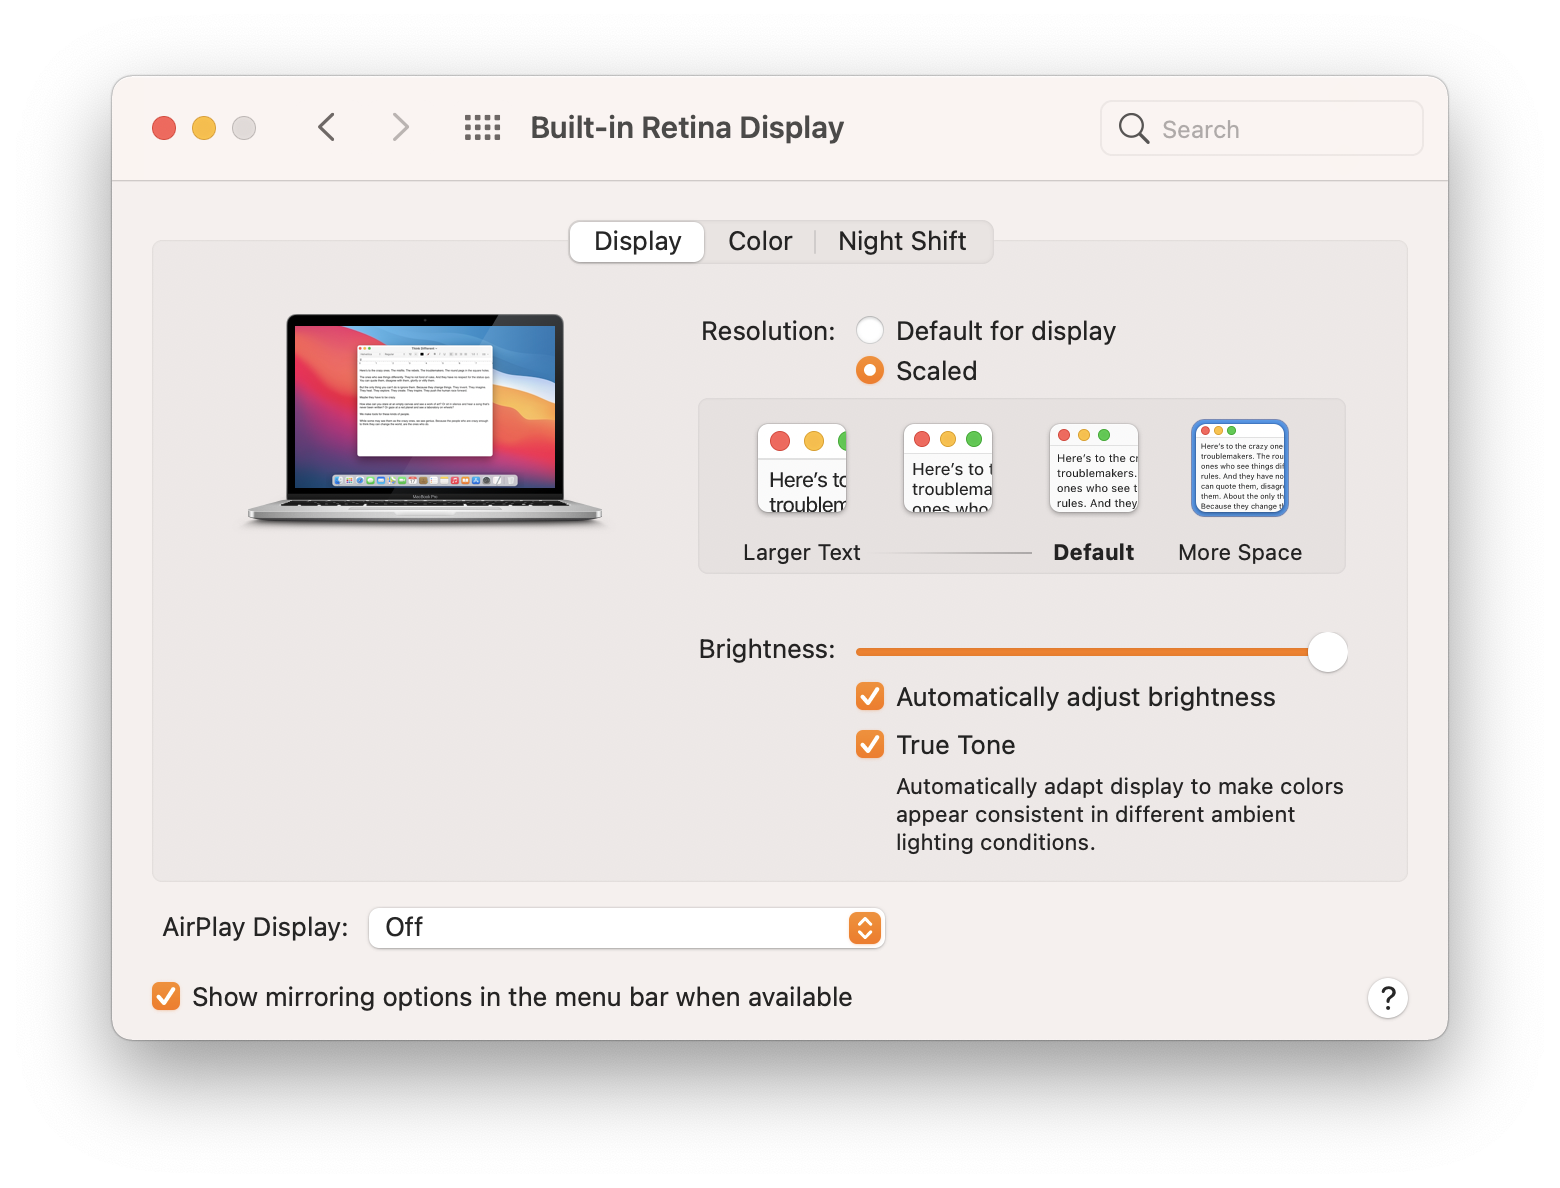 Built-in Retina Display
Search
Display
Color
Night Shift
Resolution:
Default for display
Scaled
Here's to
troublem
Here's to t
troublema
ones who
Here's to the cr
troublemakers.
ones who see t
rules. And they
Here's to the crazy one
troublemakers. The rou
ones who see things dif
rules. And they have no
can quote them, disagre
them. About the only th
Because they change t
Larger Text
Default
More Space
MacBook Pro
Brightness:
Automatically adjust brightness
True Tone
Automatically adapt display to make colors
appear consistent in different ambient
lighting conditions.
AirPlay Display:
Off
Show mirroring options in the menu bar when available
?